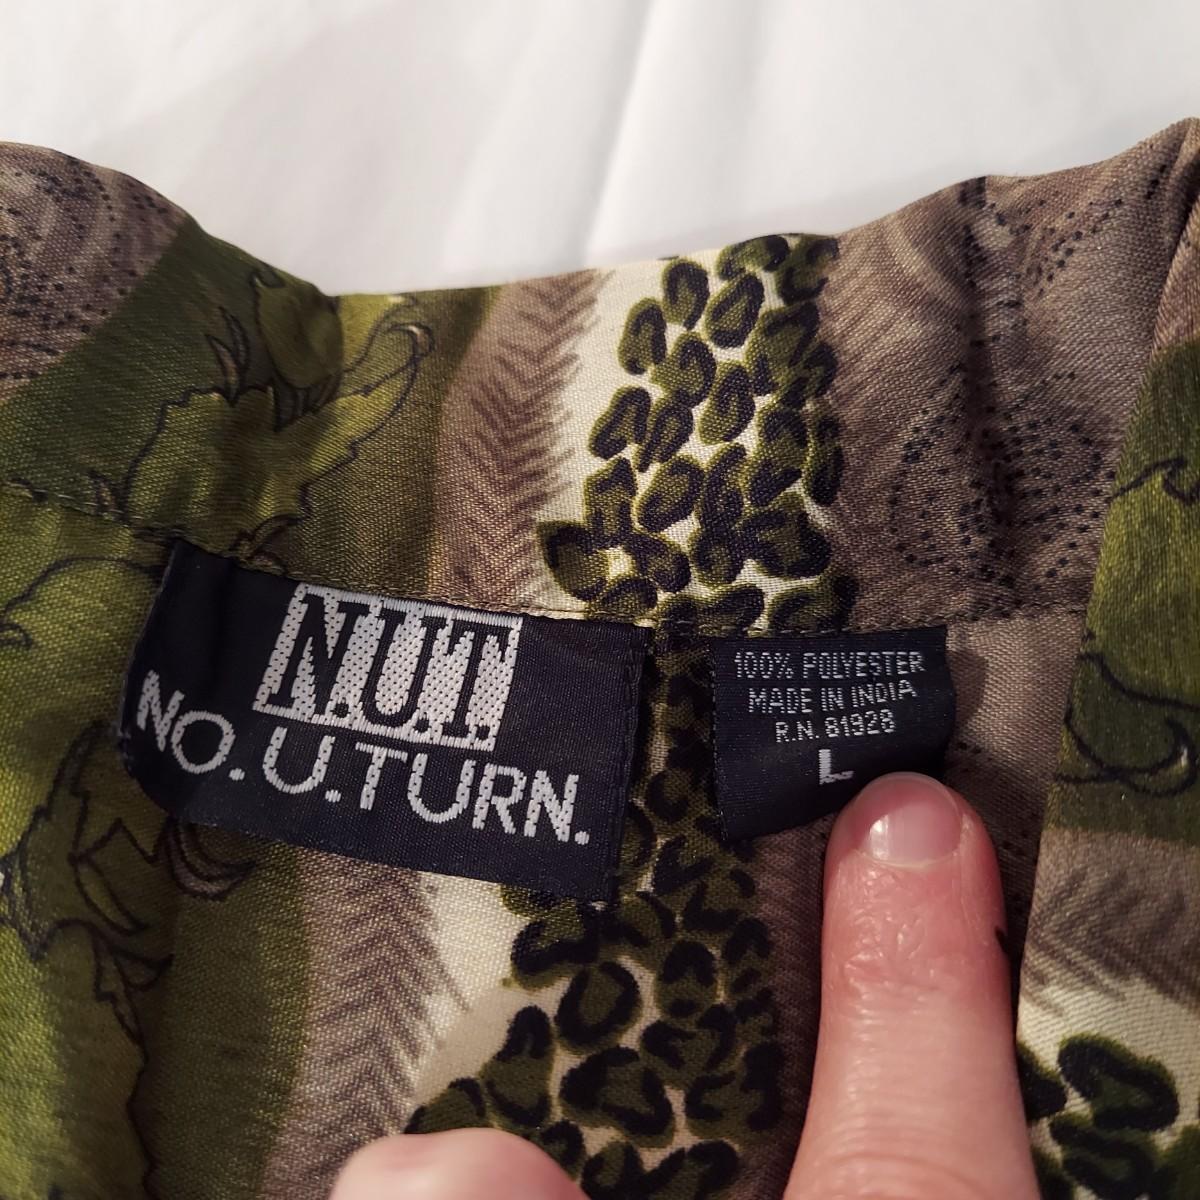 N.U.T.
NO.U.TURN.
100% POLYESTER
MADE IN INDIA
R.N. 81928
L